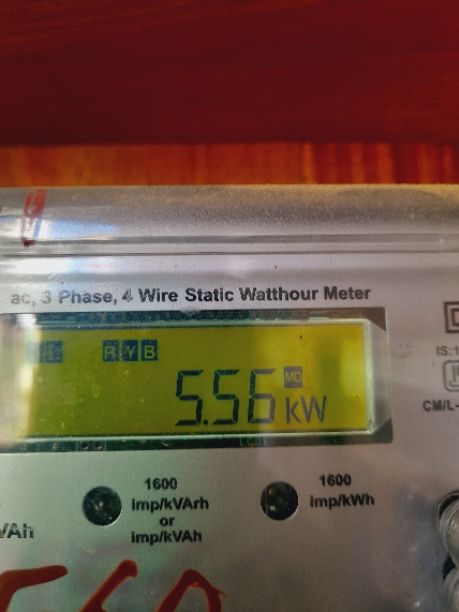 ac, 3 Phase, 4 Wire Static Watthour Meter
R Y B
5.56 MD kW
IS:1
CM/L-
1600
imp/kVArh
or
imp/kVAh
1600
imp/kWh
VAh